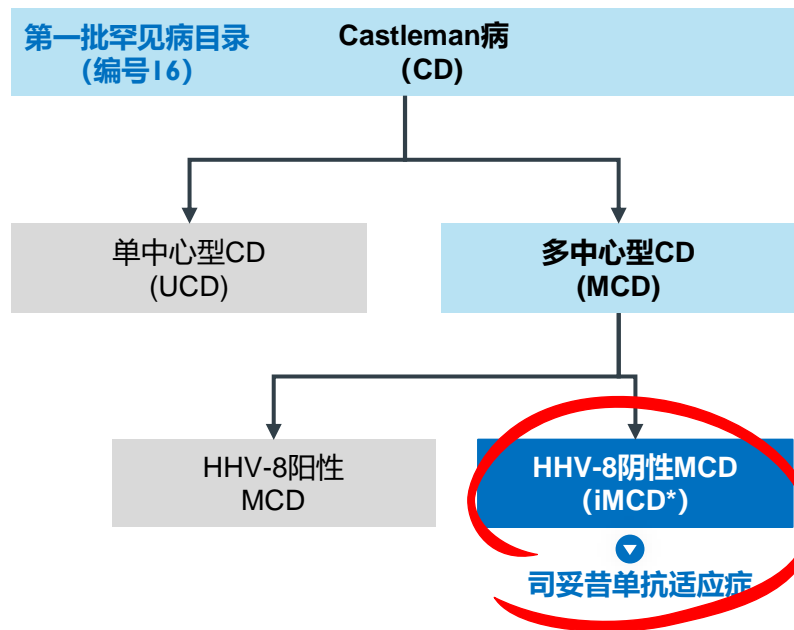 第一批罕见病目录
(编号16)
Castleman病
(CD)
单中心型CD
(UCD)
多中心型CD
(MCD)
HHV-8阳性
MCD
HHV-8阴性MCD
(iMCD*)
司妥昔单抗适应症